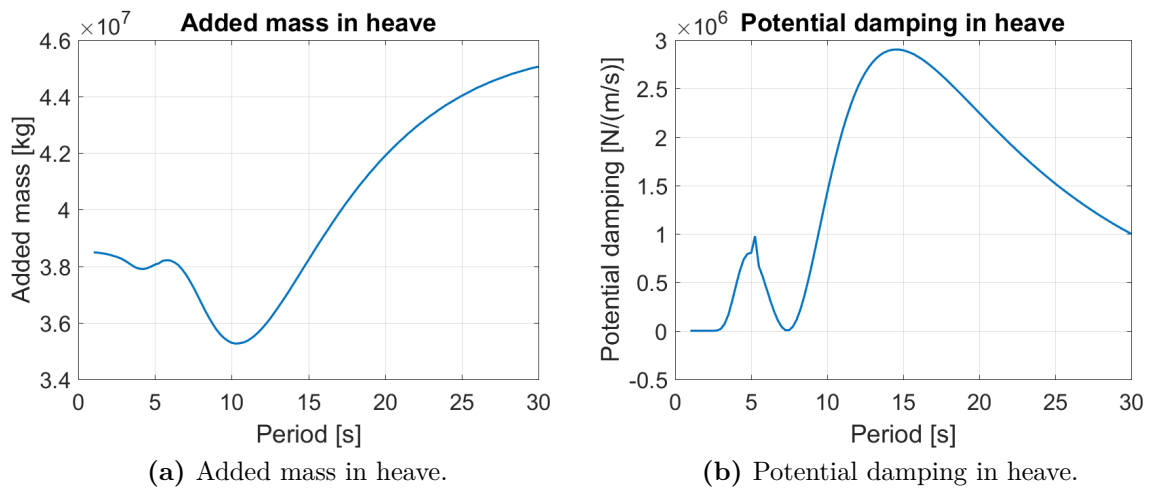 ×10^7
Added mass in heave
4.6
4.4
4.2
4
3.8
3.6
3.4
0 5 10 15 20 25 30
Added mass [kg]
Period [s]
(a) Added mass in heave.
×10^6
Potential damping in heave
3
2.5
2
1.5
1
0.5
0
-0.5
0 5 10 15 20 25 30
Potential damping [N/(m/s)]
Period [s]
(b) Potential damping in heave.